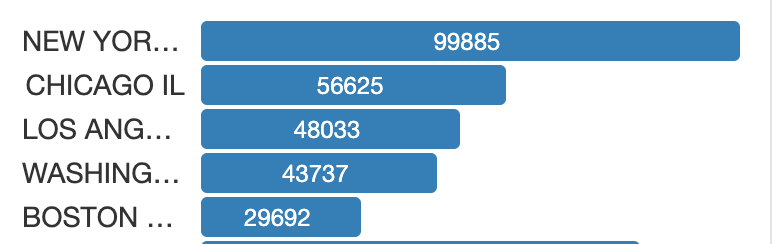 NEW YOR… 99885
CHICAGO IL 56625
LOS ANG… 48033
WASHING… 43737
BOSTON … 29692